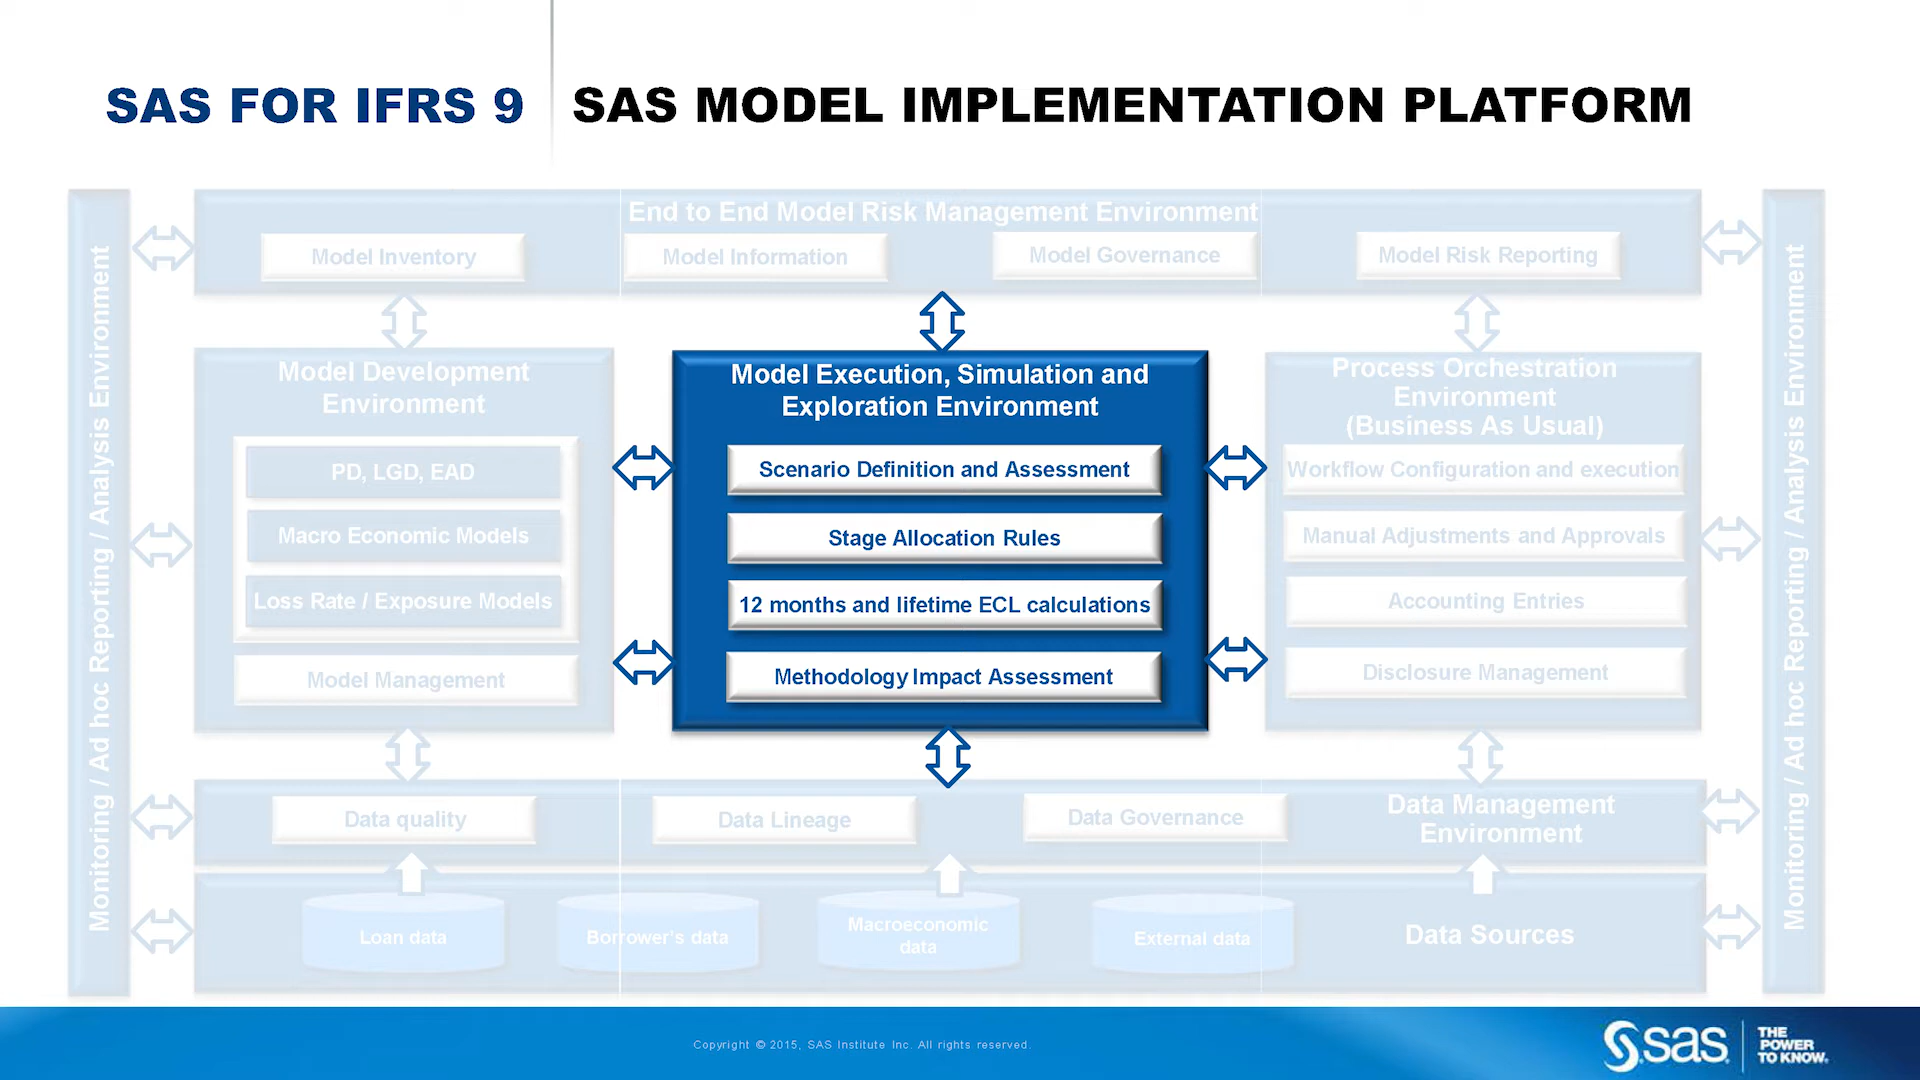 SAS FOR IFRS 9
SAS MODEL IMPLEMENTATION PLATFORM
Monitoring / Ad hoc Reporting / Analysis Environment
End to End Model Risk Management Environment
Model Inventory
Model Information
Model Governance
Model Risk Reporting
Model Development
Environment
PD, LGD, EAD
Macro Economic Models
Loss Rate / Exposure Models
Model Management
Model Execution, Simulation and
Exploration Environment
Scenario Definition and Assessment
Stage Allocation Rules
12 months and lifetime ECL calculations
Methodology Impact Assessment
Process Orchestration
Environment
(Business As Usual)
Workflow Configuration and execution
Manual Adjustments and Approvals
Accounting Entries
Disclosure Management
Data quality
Data Lineage
Data Governance
Data Management
Environment
Loan data
Borrower's data
Macroeconomic
data
External data
Data Sources
Monitoring / Ad hoc Reporting / Analysis Environment
Copyright © 2015, SAS Institute Inc. All rights reserved.
sas
THE
POWER
TO KNOW.